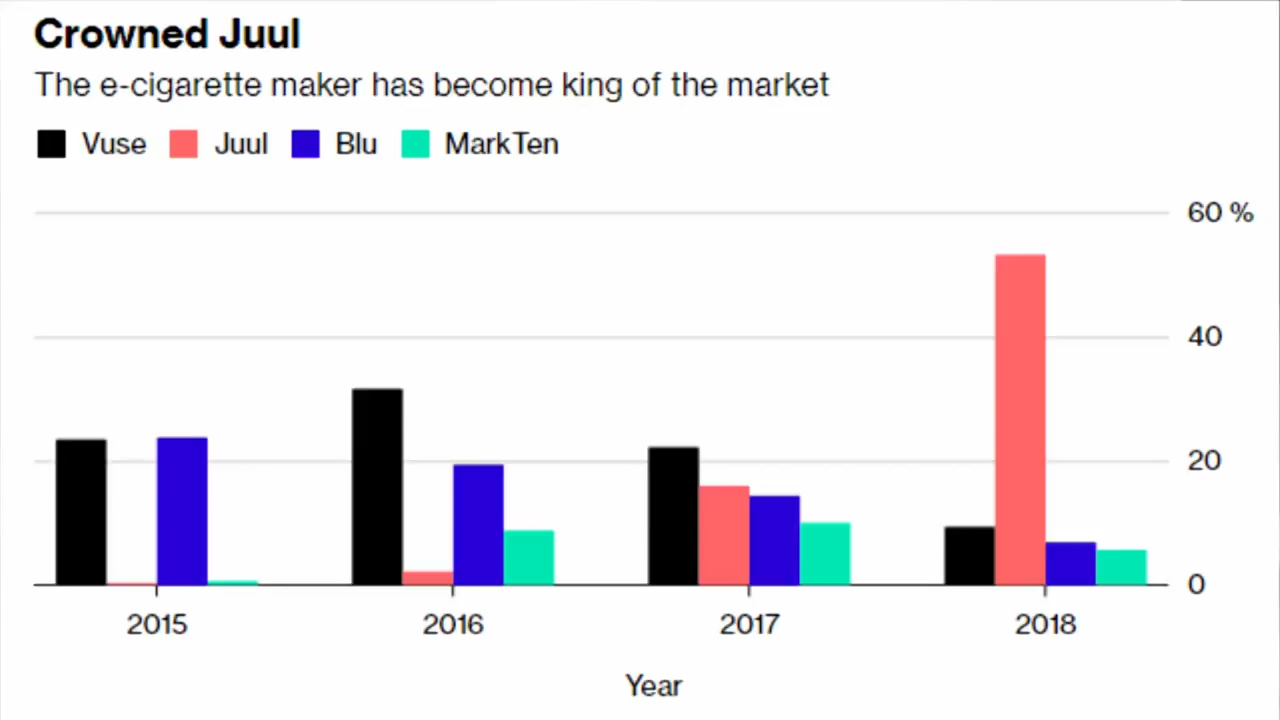 Crowned Juul
The e-cigarette maker has become king of the market
Vuse Juul Blu MarkTen
60 %
40
20
0
2015 2016 2017 2018
Year